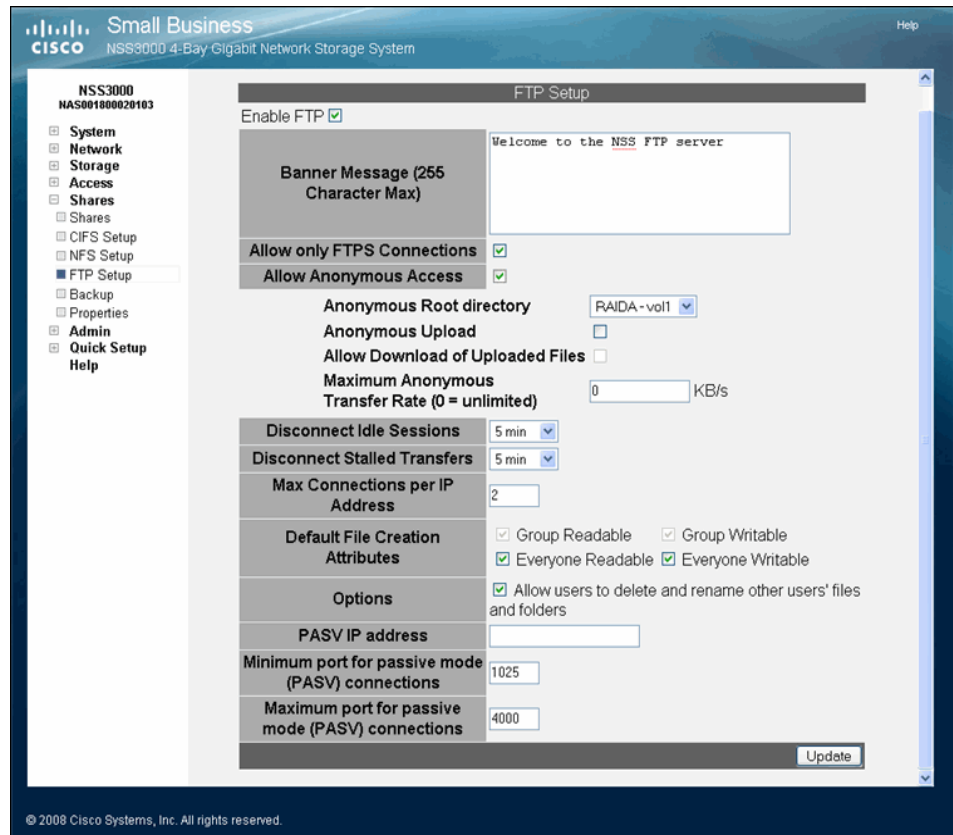 Small Business
CISCO NSS3000 4-Bay Gigabit Network Storage System
Help
NSS3000
NAS001800020103
System
Network
Storage
Access
Shares
Shares
CIFS Setup
NFS Setup
FTP Setup
Backup
Properties
Admin
Quick Setup
Help
FTP Setup
Enable FTP
Banner Message (255
Character Max)
Welcome to the NSS FTP server
Allow only FTPS Connections
Allow Anonymous Access
Anonymous Root directory RAIDA-vol1
Anonymous Upload
Allow Download of Uploaded Files
Maximum Anonymous
Transfer Rate (0 = unlimited) 0 KB/s
Disconnect Idle Sessions 5 min
Disconnect Stalled Transfers 5 min
Max Connections per IP
Address
2
Default File Creation
Attributes
Group Readable Group Writable
Everyone Readable Everyone Writable
Options
Allow users to delete and rename other users' files
and folders
PASV IP address
Minimum port for passive mode
(PASV) connections
1025
Maximum port for passive
mode (PASV) connections
4000
Update
© 2008 Cisco Systems, Inc. All rights reserved.